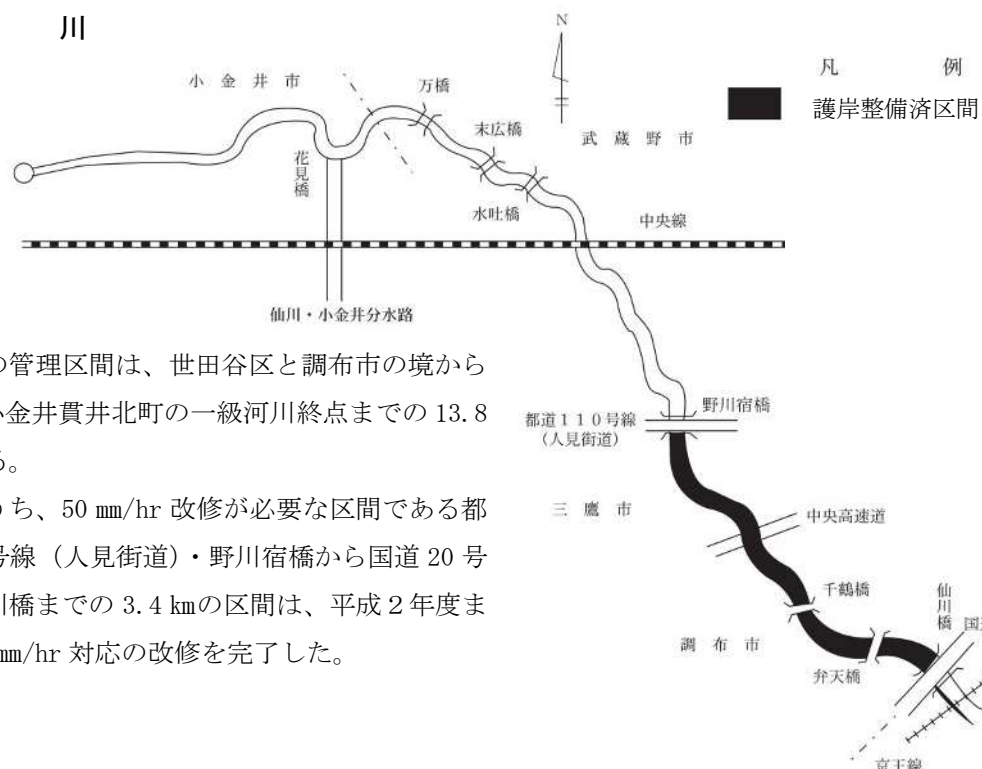 川
N
凡 例
護岸整備済区間
小金井市
万橋
末広橋
武蔵野市
花見橋
水吐橋
中央線
仙川・小金井分水路
の管理区間は、世田谷区と調布市の境から
小金井貫井北町の一級河川終点までの 13.8
る。
うち、50 mm/hr 改修が必要な区間である都
号線（人見街道）・野川宿橋から国道 20 号
川橋までの 3.4 kmの区間は、平成２年度ま
mm/hr 対応の改修を完了した。
野川宿橋
都道１１０号線
（人見街道）
三鷹市
中央高速道
千鶴橋
仙川橋
調布市
弁天橋
京王線